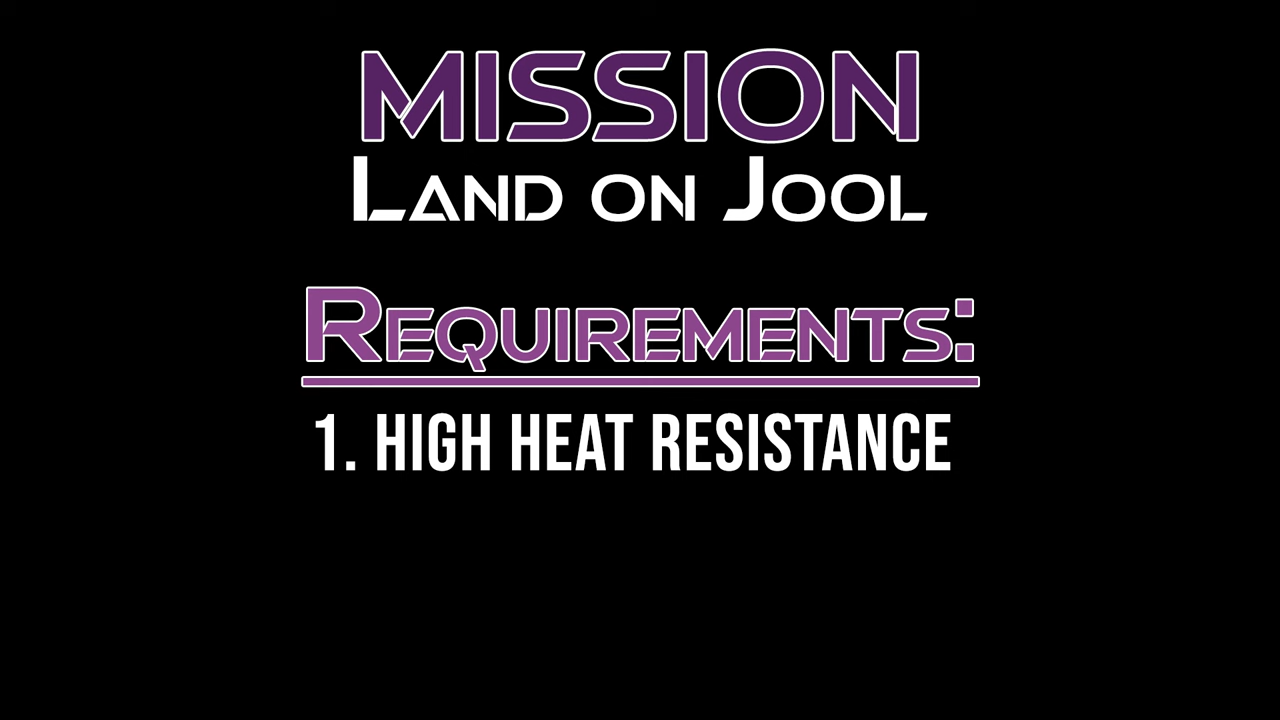 MISSION
LAND ON JOOL
REQUIREMENTS:
1. HIGH HEAT RESISTANCE